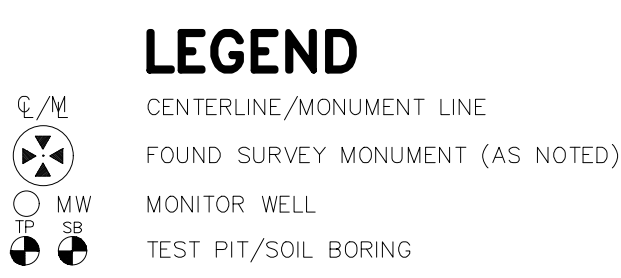 LEGEND
℄/M̲L CENTERLINE/MONUMENT LINE
FOUND SURVEY MONUMENT (AS NOTED)
MW MONITOR WELL
TP SB
TEST PIT/SOIL BORING